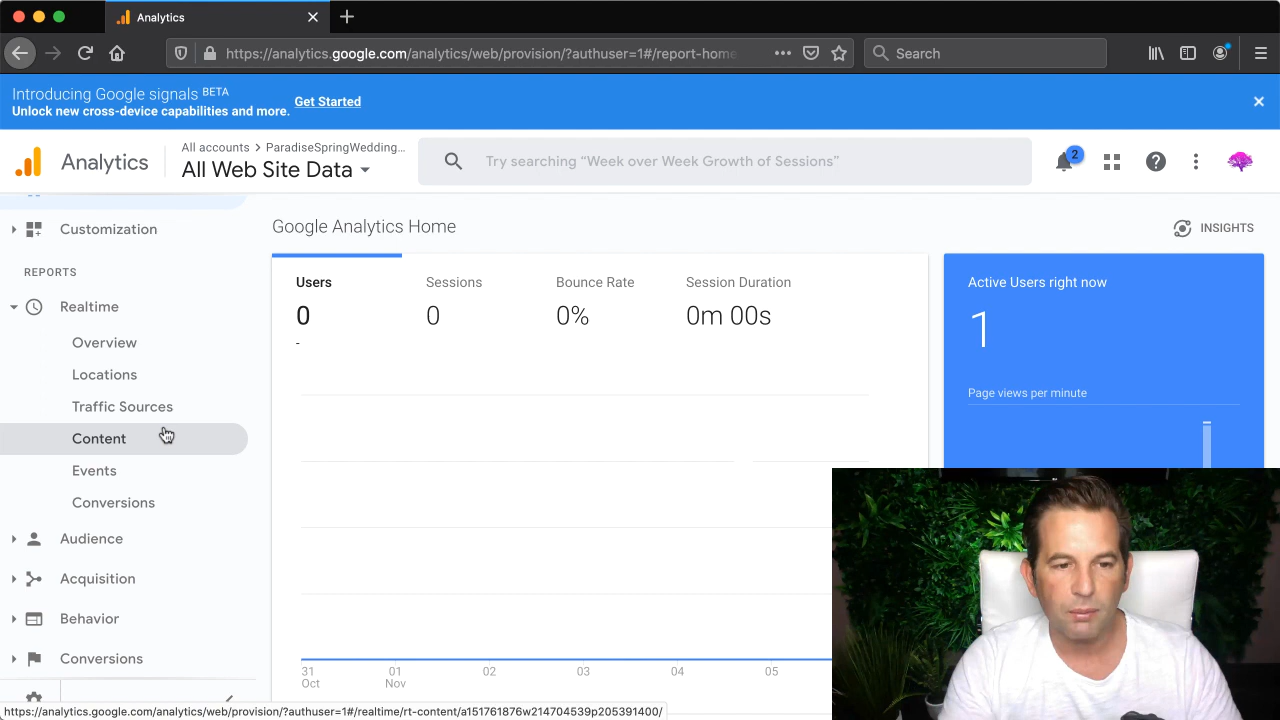 Analytics
https://analytics.google.com/analytics/web/provision/?authuser=1#/report-home
Search
Introducing Google signals BETA
Unlock new cross-device capabilities and more. Get Started
Analytics
All accounts > ParadiseSpringWedding...
All Web Site Data
Try searching “Week over Week Growth of Sessions”
2
Customization
REPORTS
Realtime
Overview
Locations
Traffic Sources
Content
Events
Conversions
Audience
Acquisition
Behavior
Conversions
Google Analytics Home
INSIGHTS
Users
0
-
Sessions
0
Bounce Rate
0%
Session Duration
0m 00s
31
Oct
01
Nov
02
03
04
05
Active Users right now
1
Page views per minute
https://analytics.google.com/analytics/web/provision/?authuser=1#/realtime/rt-content/a151761876w214704539p205391400/